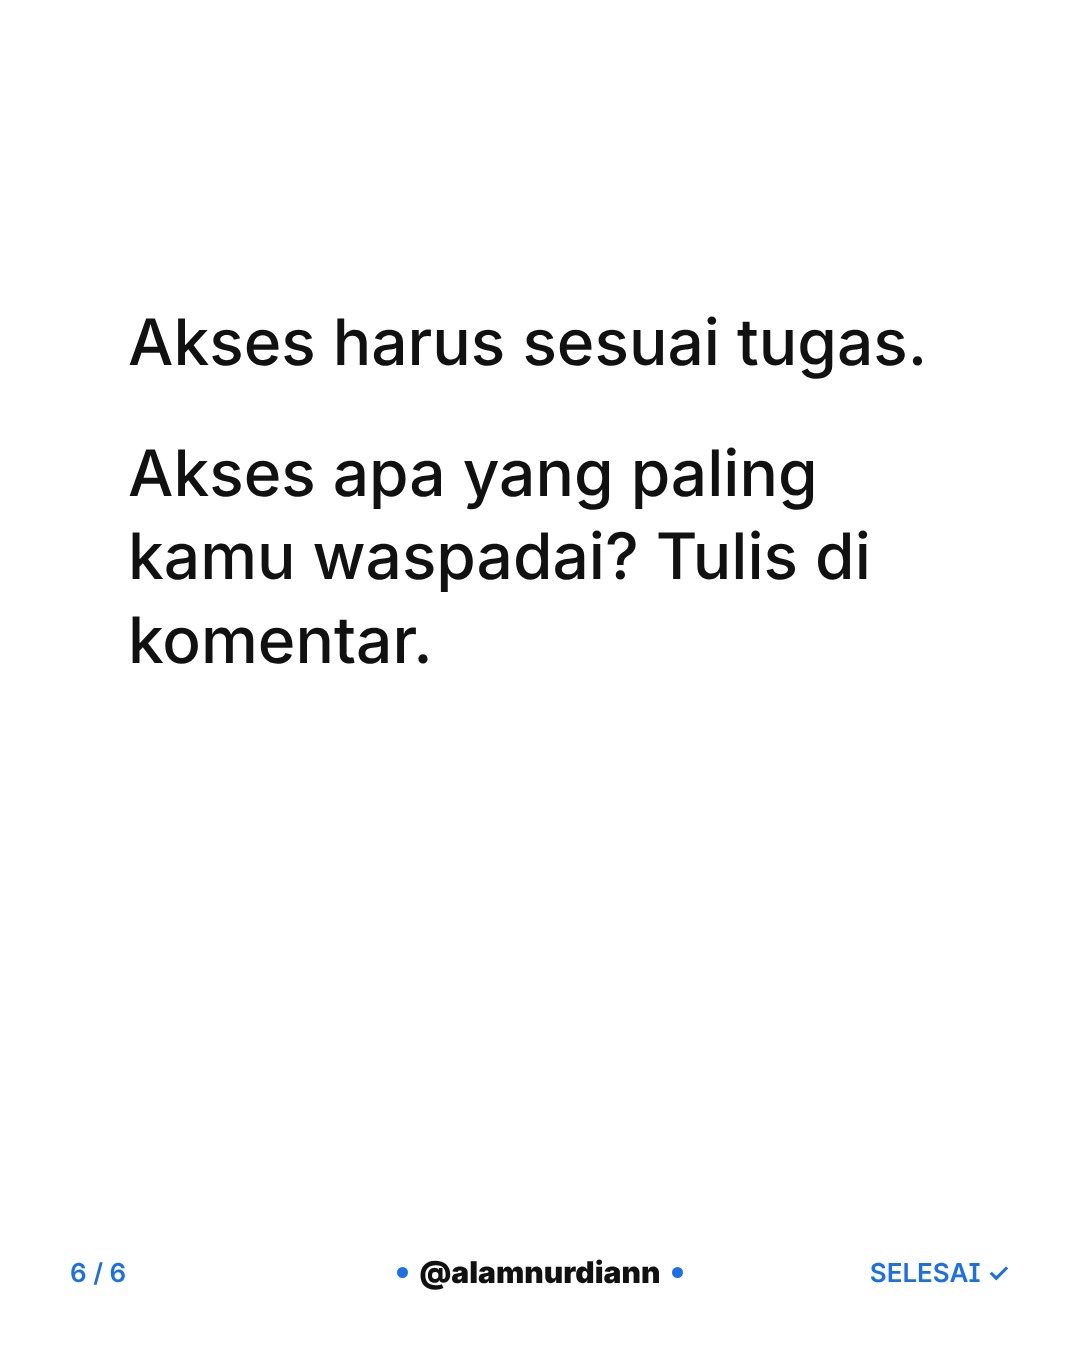 Akses harus sesuai tugas.
Akses apa yang paling
kamu waspadai? Tulis di
komentar.
6 / 6
• @alamnurdiann •
SELESAI ✓